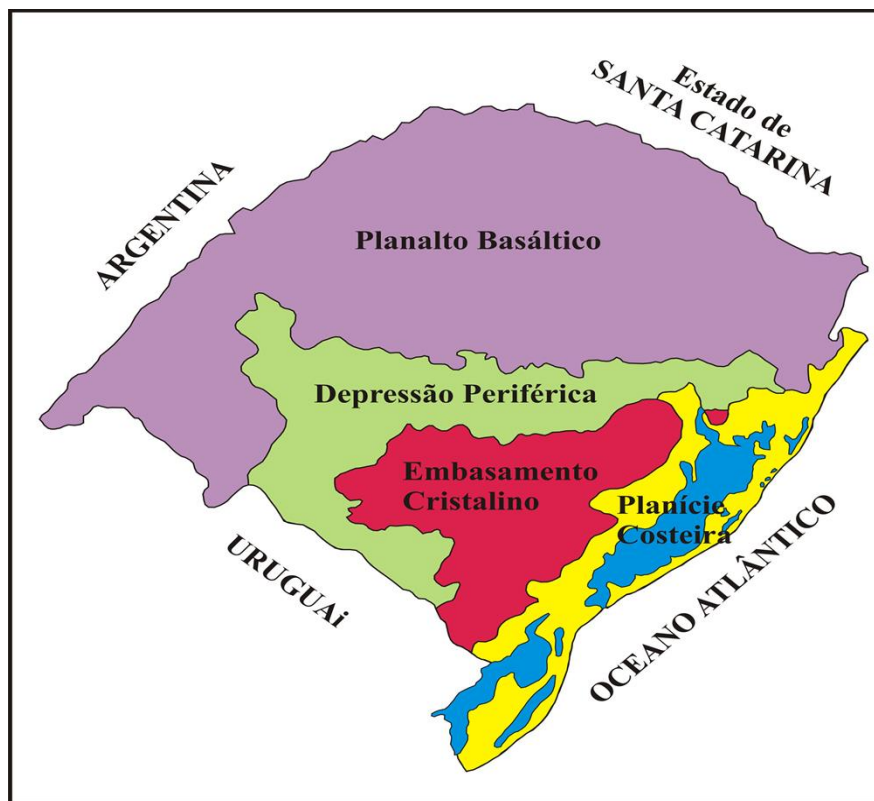 Estado de
SANTA CATARINA
ARGENTINA
Planalto Basáltico
Depressão Periférica
Embasamento
Cristalino
Planície
Costeira
URUGUAi
OCEANO ATLÂNTICO